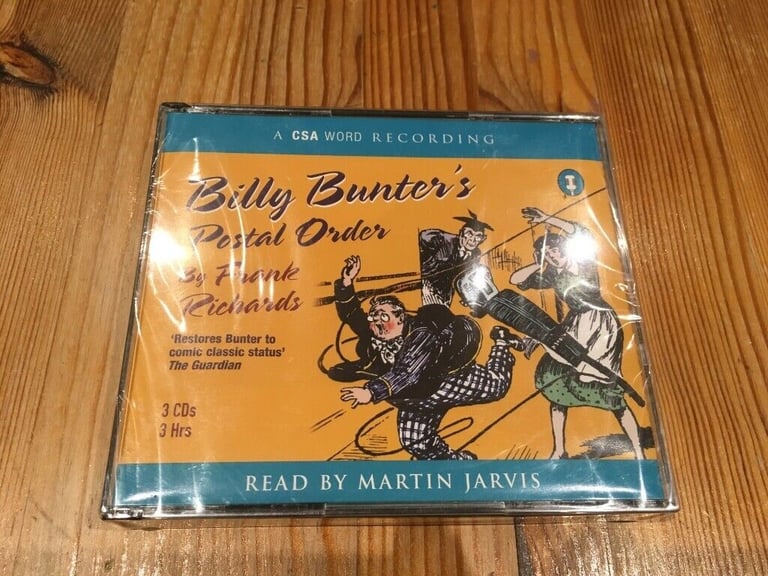 A CSA WORD RECORDING
Billy Bunter's
Postal Order
By Frank
Richards
'Restores Bunter to
comic classic status'
The Guardian
3 CDs
3 Hrs
READ BY MARTIN JARVIS